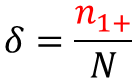 δ = n₁₊ / N